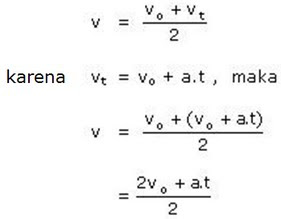 v = (v₀ + vₜ)/2
karena vₜ = v₀ + a.t , maka
v = (v₀ + (v₀ + a.t))/2
= (2v₀ + a.t)/2